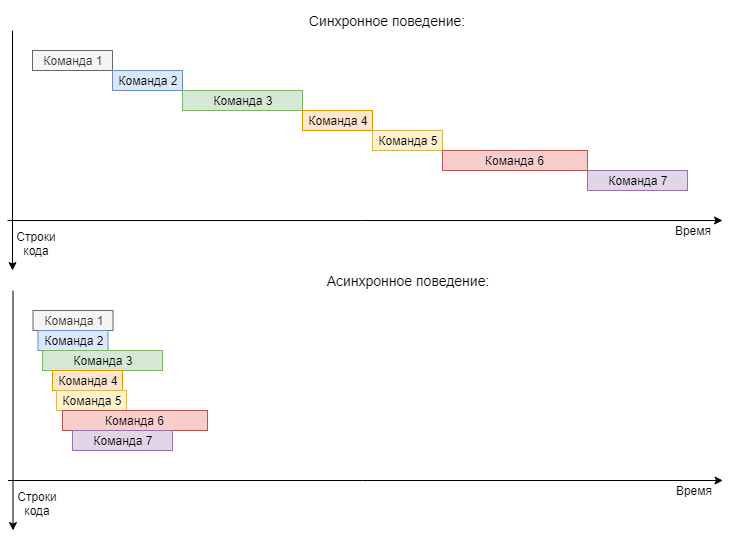 Синхронное поведение:
Команда 1
Команда 2
Команда 3
Команда 4
Команда 5
Команда 6
Команда 7
Время
Строки
кода
Асинхронное поведение:
Команда 1
Команда 2
Команда 3
Команда 4
Команда 5
Команда 6
Команда 7
Время
Строки
кода